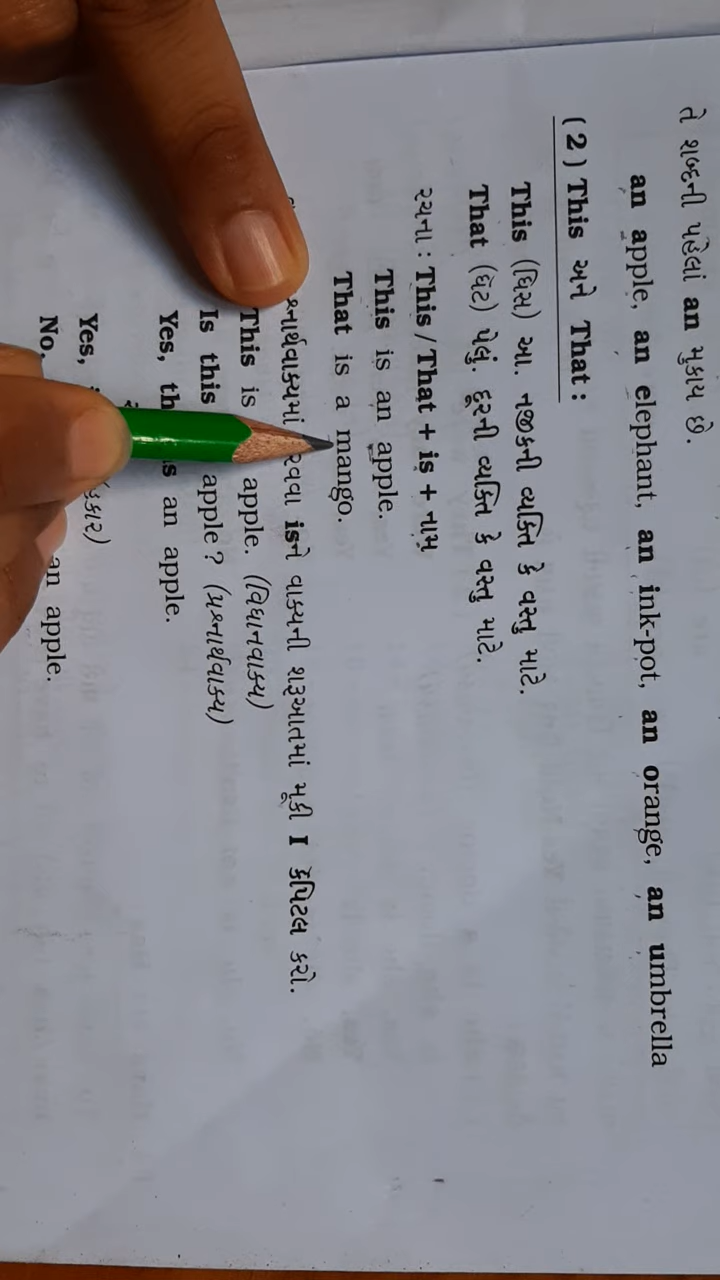 તે શબ્દની પહેલાં an મુકાય છે.
an apple, an elephant, an ink-pot, an orange, an umbrella
(2) This અને That :
This (ધિસ) આ. નજીકની વ્યક્તિ કે વસ્તુ માટે.
That (ધૅટ) પેલું. દૂરની વ્યક્તિ કે વસ્તુ માટે.
રચના : This / That + is + નામ
This is an apple.
That is a mango.
isને વાક્યની શરૂઆતમાં મૂકી I કૅપિટલ કરો.
This is apple. (વિધાનવાક્ય)
Is this apple? (પ્રશ્નાર્થવાક્ય)
Yes, an apple.
Yes,
No, an apple.